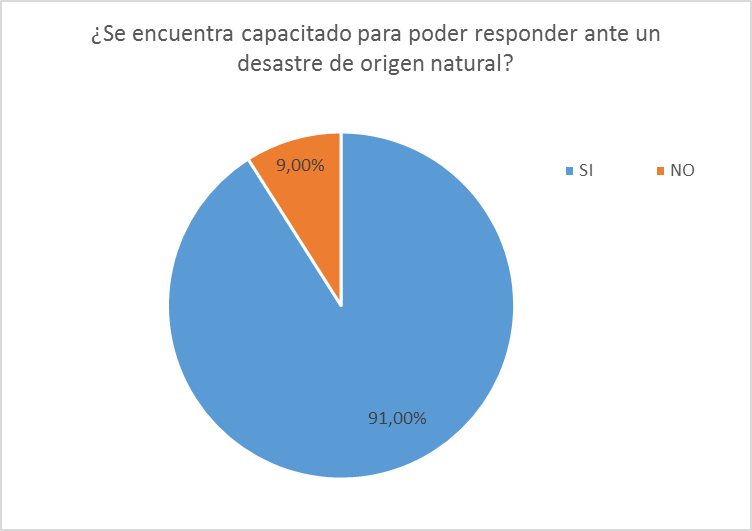 ¿Se encuentra capacitado para poder responder ante un
desastre de origen natural?
9,00%
SI
NO
91,00%